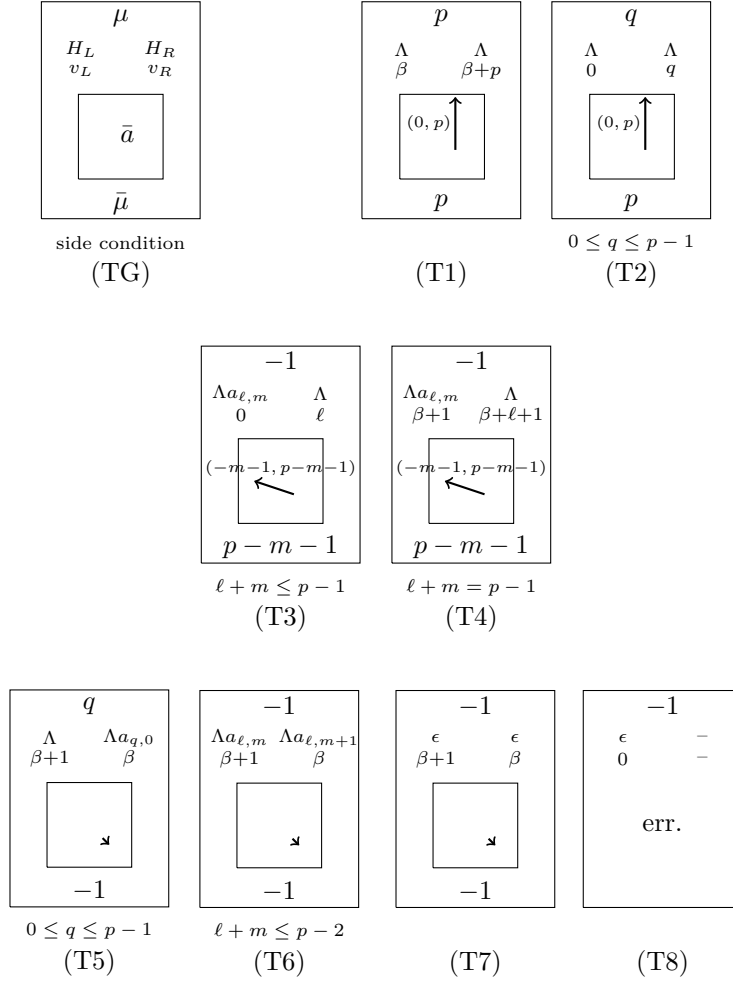 μ
H_L H_R
v_L v_R
ā
μ̄
side condition
(TG)
p
Λ Λ
β β+p
(0, p)
p
(T1)
q
Λ Λ
0 q
(0, p)
p
0 ≤ q ≤ p − 1
(T2)
−1
Λa_{ℓ,m} Λ
0 ℓ
(−m−1, p−m−1)
p − m − 1
ℓ + m ≤ p − 1
(T3)
−1
Λa_{ℓ,m} Λ
β+1 β+ℓ+1
(−m−1, p−m−1)
p − m − 1
ℓ + m = p − 1
(T4)
q
Λ Λa_{q,0}
β+1 β
−1
0 ≤ q ≤ p − 1
(T5)
−1
Λa_{ℓ,m} Λa_{ℓ,m+1}
β+1 β
−1
ℓ + m ≤ p − 2
(T6)
−1
ϵ ϵ
β+1 β
−1
(T7)
−1
ϵ –
0 –
err.
(T8)